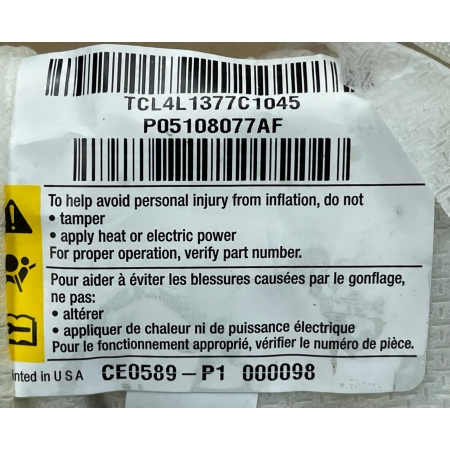 TCL4L1377C1045
P05108077AF
To help avoid personal injury from inflation, do not
• tamper
• apply heat or electric power
For proper operation, verify part number.
Pour aider à éviter les blessures causées par le gonflage,
ne pas:
• altérer
• appliquer de chaleur ni de puissance électrique
Pour le fonctionnement approprié, vérifier le numéro de pièce.
in U S A CE0589-P1 000098